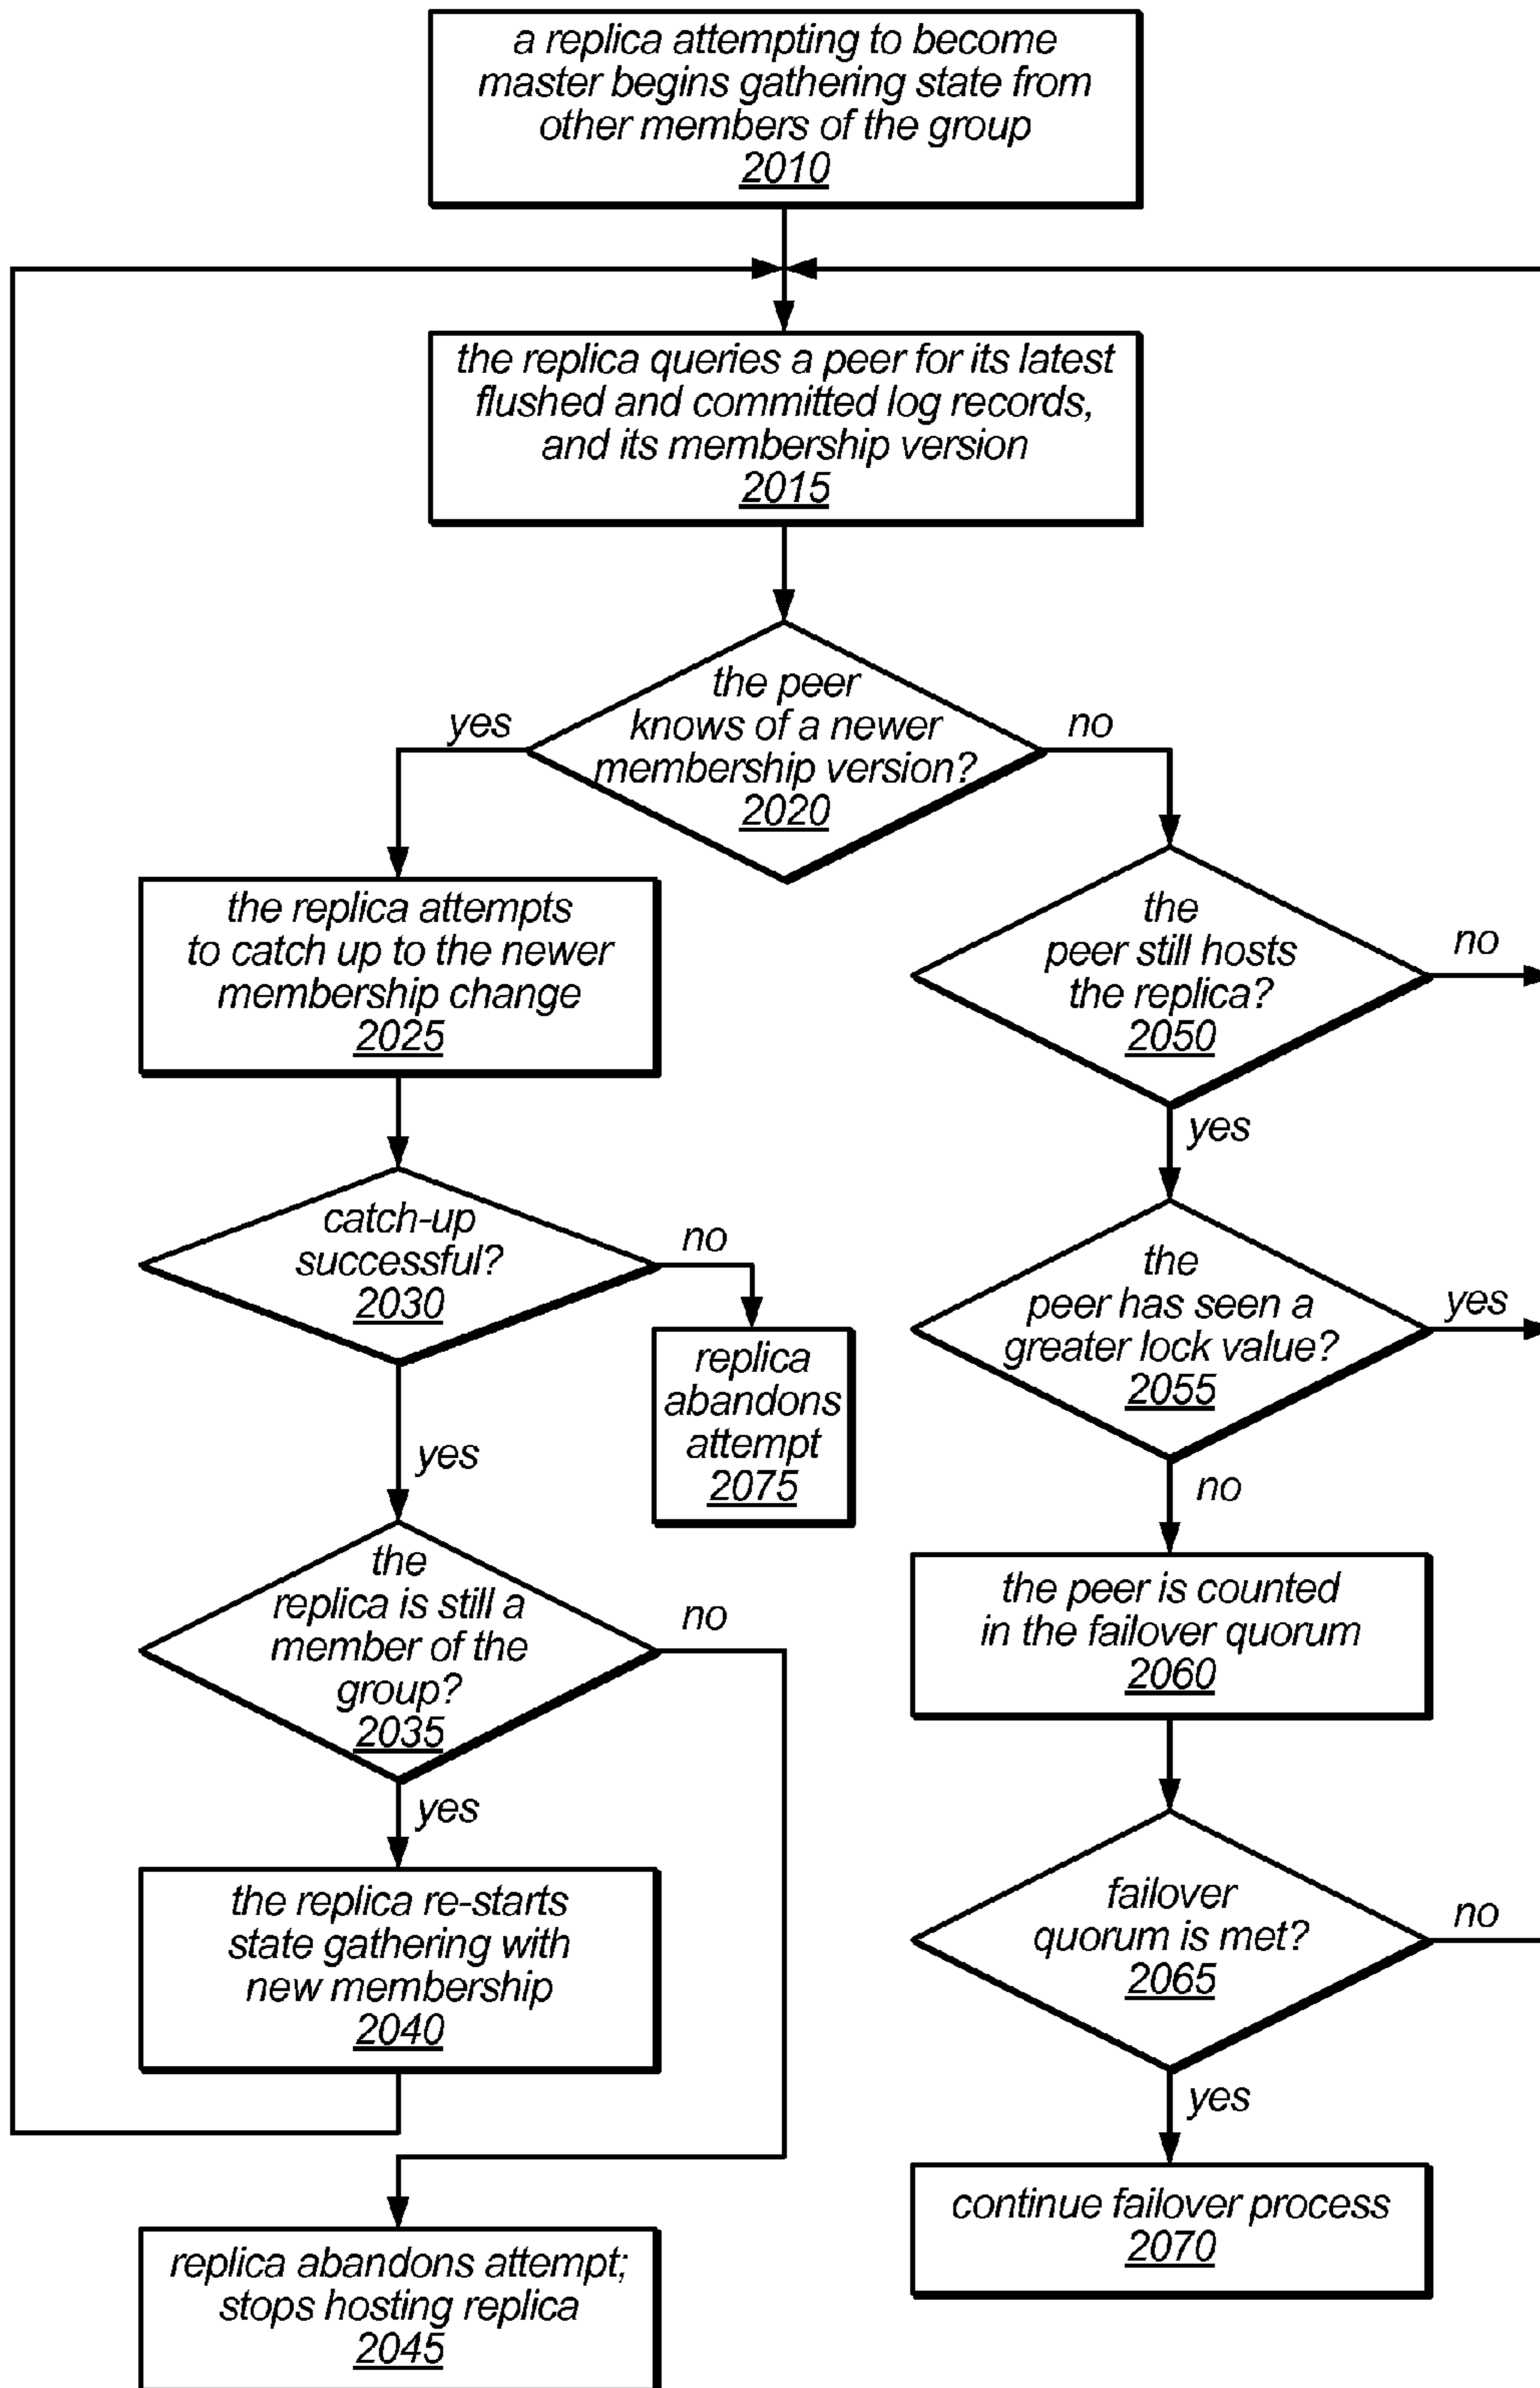 a replica attempting to become
master begins gathering state from
other members of the group
2010
the replica queries a peer for its latest
flushed and committed log records,
and its membership version
2015
the peer
knows of a newer
membership version?
2020
yes
no
the replica attempts
to catch up to the newer
membership change
2025
the
peer still hosts
the replica?
2050
no
yes
catch-up
successful?
2030
no
the
peer has seen a
greater lock value?
2055
yes
replica
abandons
attempt
2075
yes
no
the
replica is still a
member of the
group?
2035
no
the peer is counted
in the failover quorum
2060
yes
the replica re-starts
state gathering with
new membership
2040
failover
quorum is met?
2065
no
yes
continue failover process
2070
replica abandons attempt;
stops hosting replica
2045